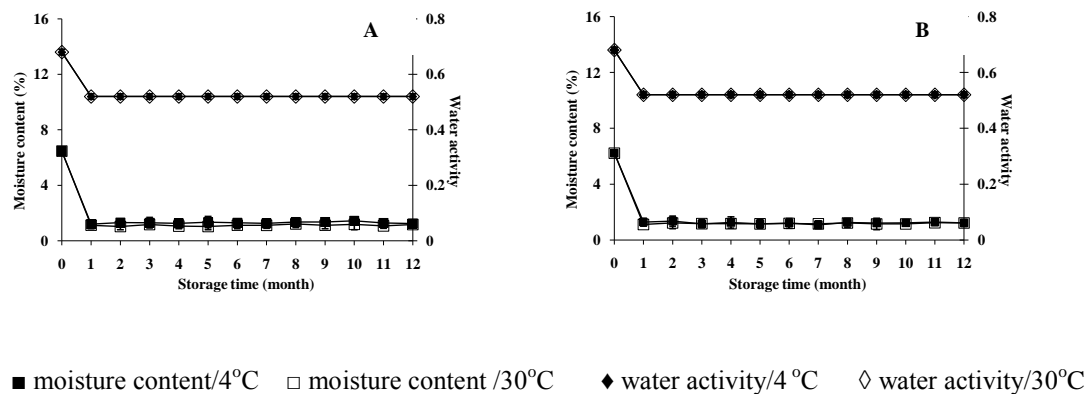 A
16
12
8
4
0
Moisture content (%)
0.8
0.6
0.4
0.2
0
Water activity
0 1 2 3 4 5 6 7 8 9 10 11 12
Storage time (month)
B
16
12
8
4
0
Moisture content (%)
0.8
0.6
0.4
0.2
0
Water activity
0 1 2 3 4 5 6 7 8 9 10 11 12
Storage time (month)
■ moisture content/4°C □ moisture content /30°C ◆ water activity/4 °C ◇ water activity/30°C